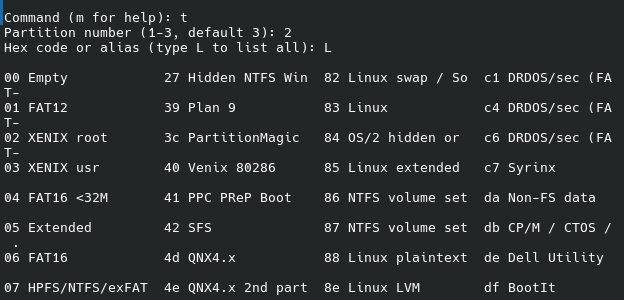 Command (m for help): t
Partition number (1-3, default 3): 2
Hex code or alias (type L to list all): L
00 Empty            27 Hidden NTFS Win  82 Linux swap / So  c1 DRDOS/sec (FA
T-
01 FAT12            39 Plan 9           83 Linux            c4 DRDOS/sec (FA
T-
02 XENIX root       3c PartitionMagic   84 OS/2 hidden or   c6 DRDOS/sec (FA
T-
03 XENIX usr        40 Venix 80286      85 Linux extended   c7 Syrinx
04 FAT16 <32M       41 PPC PReP Boot    86 NTFS volume set  da Non-FS data
05 Extended         42 SFS              87 NTFS volume set  db CP/M / CTOS /
 .
06 FAT16            4d QNX4.x           88 Linux plaintext  de Dell Utility
07 HPFS/NTFS/exFAT  4e QNX4.x 2nd part  8e Linux LVM        df BootIt